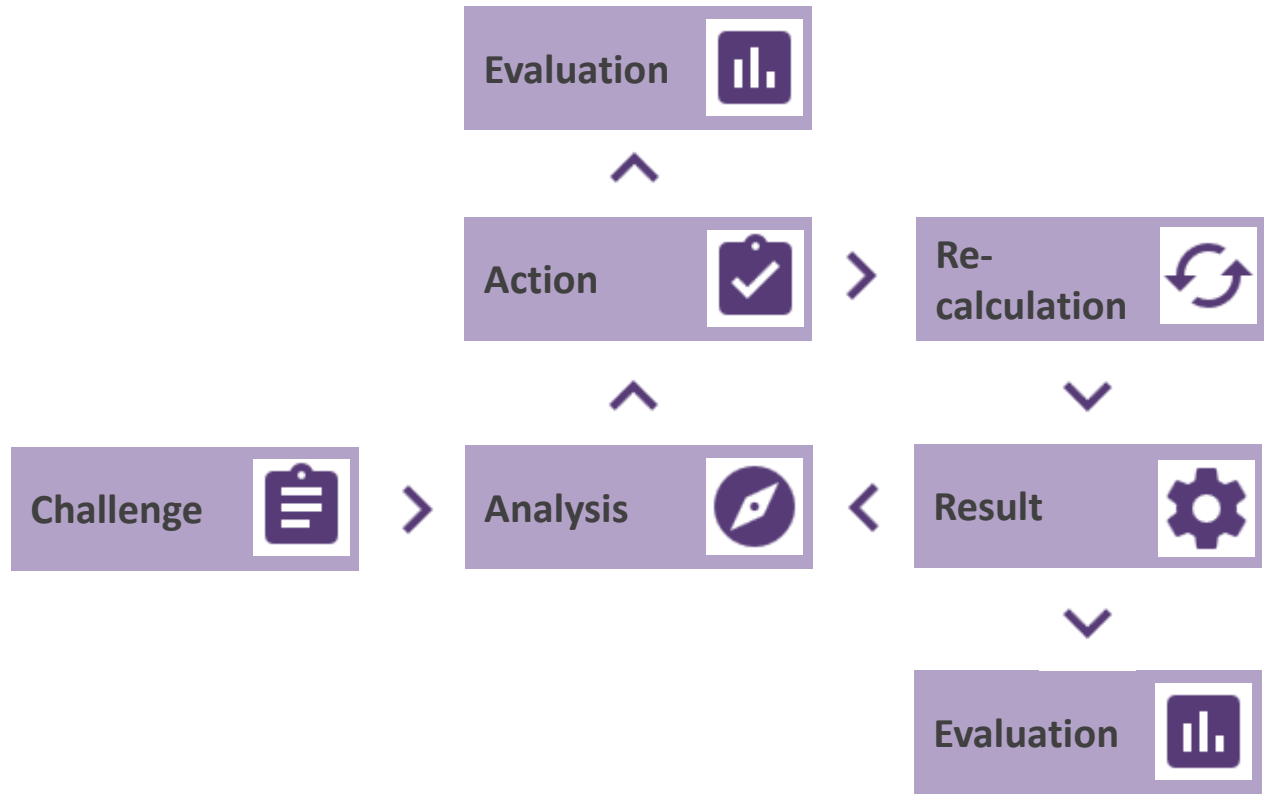 Evaluation
Action
Re-
calculation
Challenge
Analysis
Result
Evaluation